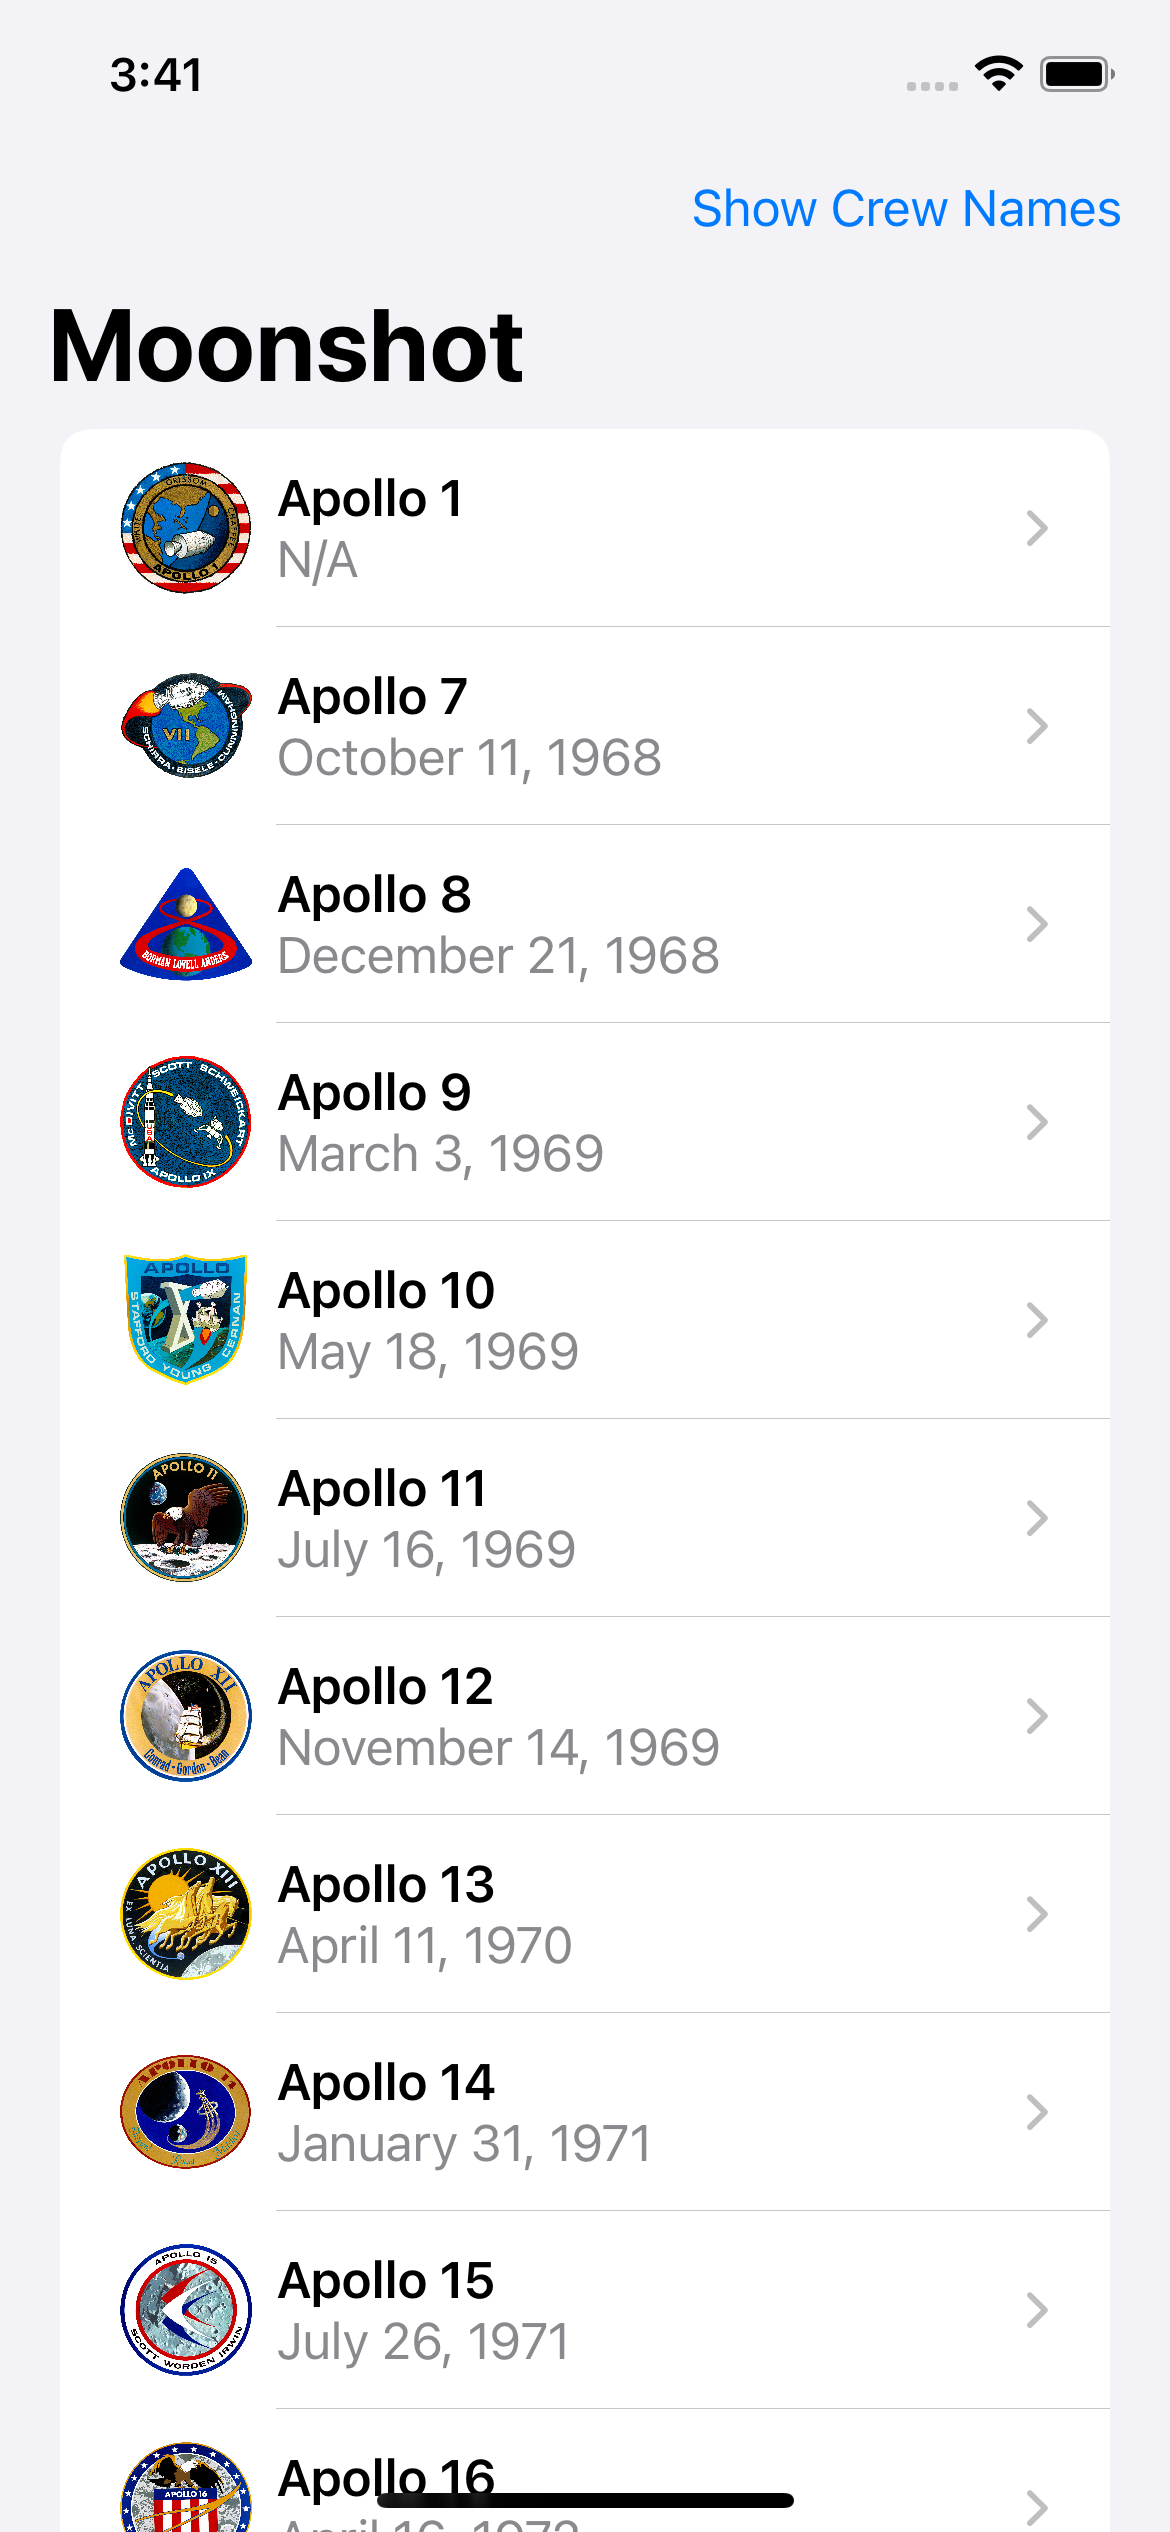 3:41
Show Crew Names
Moonshot
GRISSOM
WHITE
CHAFFEE
APOLLO 1
Apollo 1
N/A
VII
SCHIRRA • EISELE • CUNNINGHAM
Apollo 7
October 11, 1968
BORMAN LOVELL ANDERS
Apollo 8
December 21, 1968
McDIVITT SCOTT SCHWEICKART
APOLLO IX
Apollo 9
March 3, 1969
APOLLO
STAFFORD YOUNG CERNAN
Apollo 10
May 18, 1969
APOLLO 11
Apollo 11
July 16, 1969
APOLLO XII
Conrad • Gordon • Bean
Apollo 12
November 14, 1969
APOLLO XIII
EX LUNA, SCIENTIA
Apollo 13
April 11, 1970
APOLLO 14
Apollo 14
January 31, 1971
APOLLO 15
SCOTT WORDEN IRWIN
Apollo 15
July 26, 1971
APOLLO 16
Apollo 16
April 16, 1972